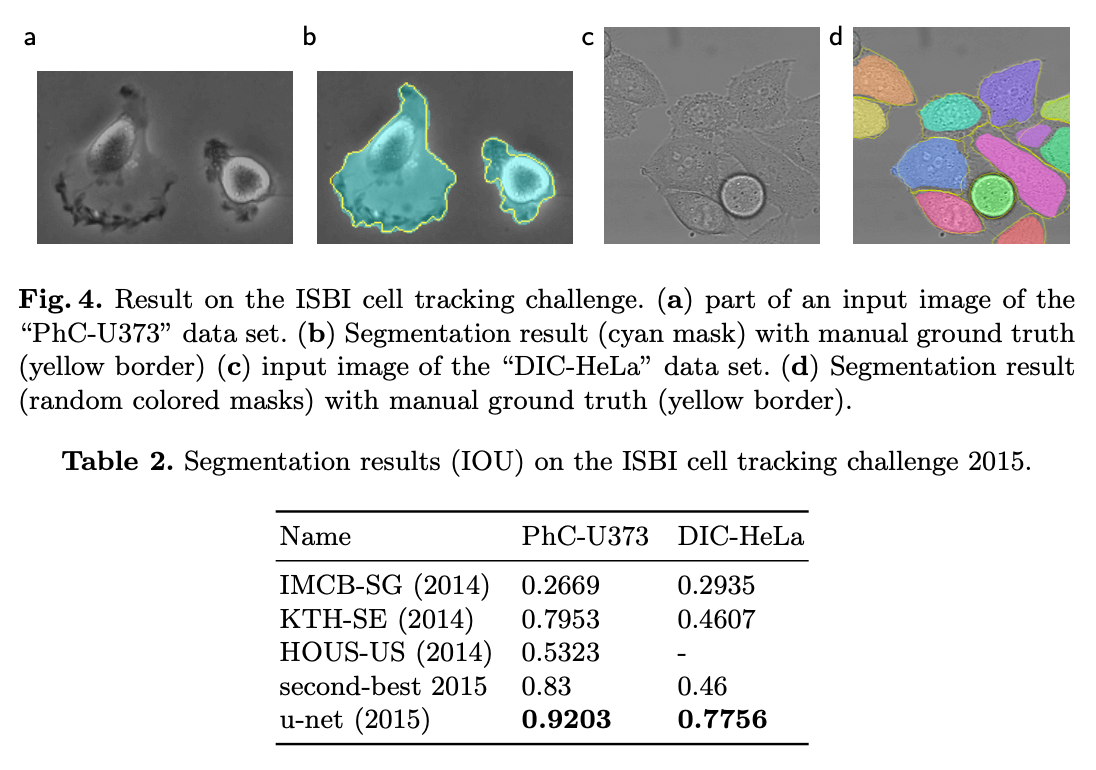 a b c d
Fig. 4. Result on the ISBI cell tracking challenge. (a) part of an input image of the
“PhC-U373” data set. (b) Segmentation result (cyan mask) with manual ground truth
(yellow border) (c) input image of the “DIC-HeLa” data set. (d) Segmentation result
(random colored masks) with manual ground truth (yellow border).
Table 2. Segmentation results (IOU) on the ISBI cell tracking challenge 2015.
Name PhC-U373 DIC-HeLa
IMCB-SG (2014) 0.2669 0.2935
KTH-SE (2014) 0.7953 0.4607
HOUS-US (2014) 0.5323 -
second-best 2015 0.83 0.46
u-net (2015) 0.9203 0.7756